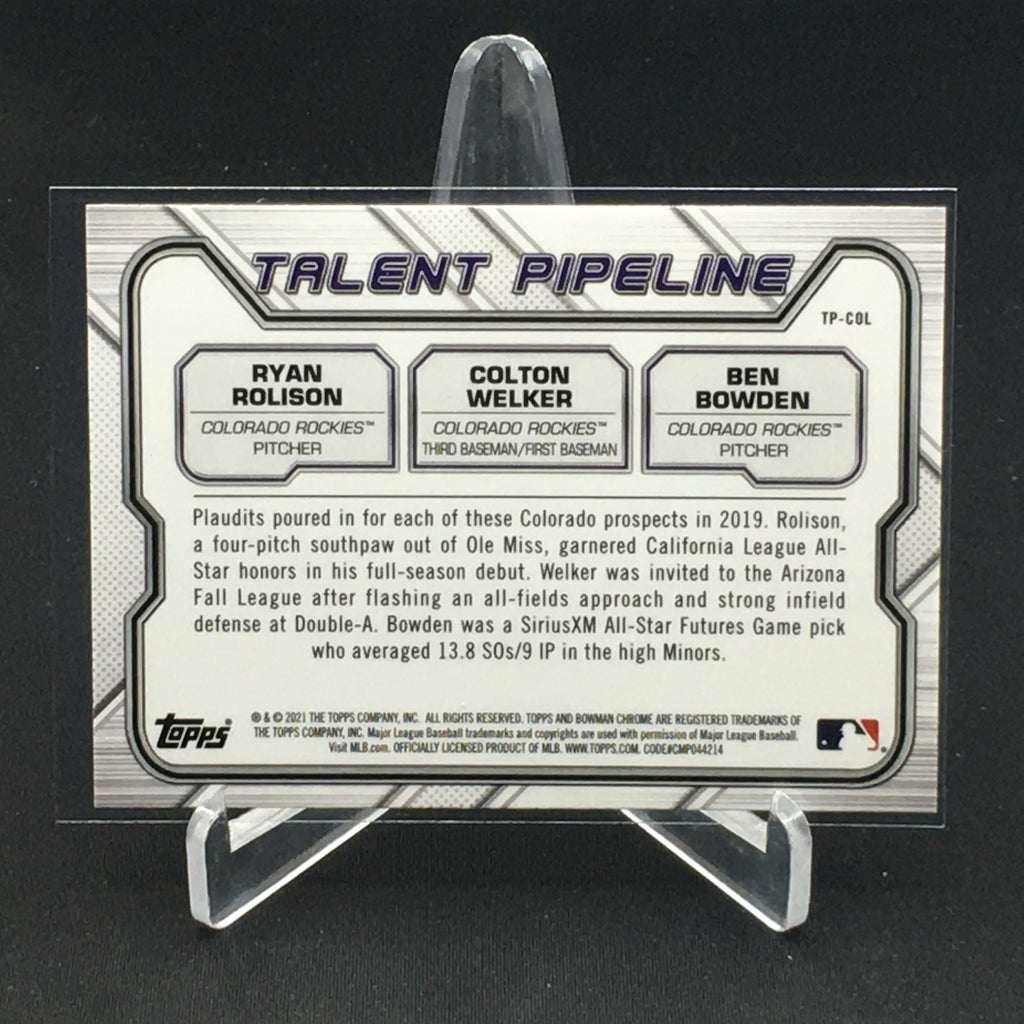 TALENT PIPELINE
TP-COL
RYAN
ROLISON
COLORADO ROCKIES™
PITCHER
COLTON
WELKER
COLORADO ROCKIES™
THIRD BASEMAN/FIRST BASEMAN
BEN
BOWDEN
COLORADO ROCKIES™
PITCHER
Plaudits poured in for each of these Colorado prospects in 2019. Rolison,
a four-pitch southpaw out of Ole Miss, garnered California League All-
Star honors in his full-season debut. Welker was invited to the Arizona
Fall League after flashing an all-fields approach and strong infield
defense at Double-A. Bowden was a SiriusXM All-Star Futures Game pick
who averaged 13.8 SOs/9 IP in the high Minors.
topps®
® & © 2021 THE TOPPS COMPANY, INC. ALL RIGHTS RESERVED. TOPPS AND BOWMAN CHROME ARE REGISTERED TRADEMARKS OF
THE TOPPS COMPANY, INC. Major League Baseball trademarks and copyrights are used with permission of Major League Baseball.
Visit MLB.com. OFFICIALLY LICENSED PRODUCT OF MLB. WWW.TOPPS.COM. CODE#CMP044214